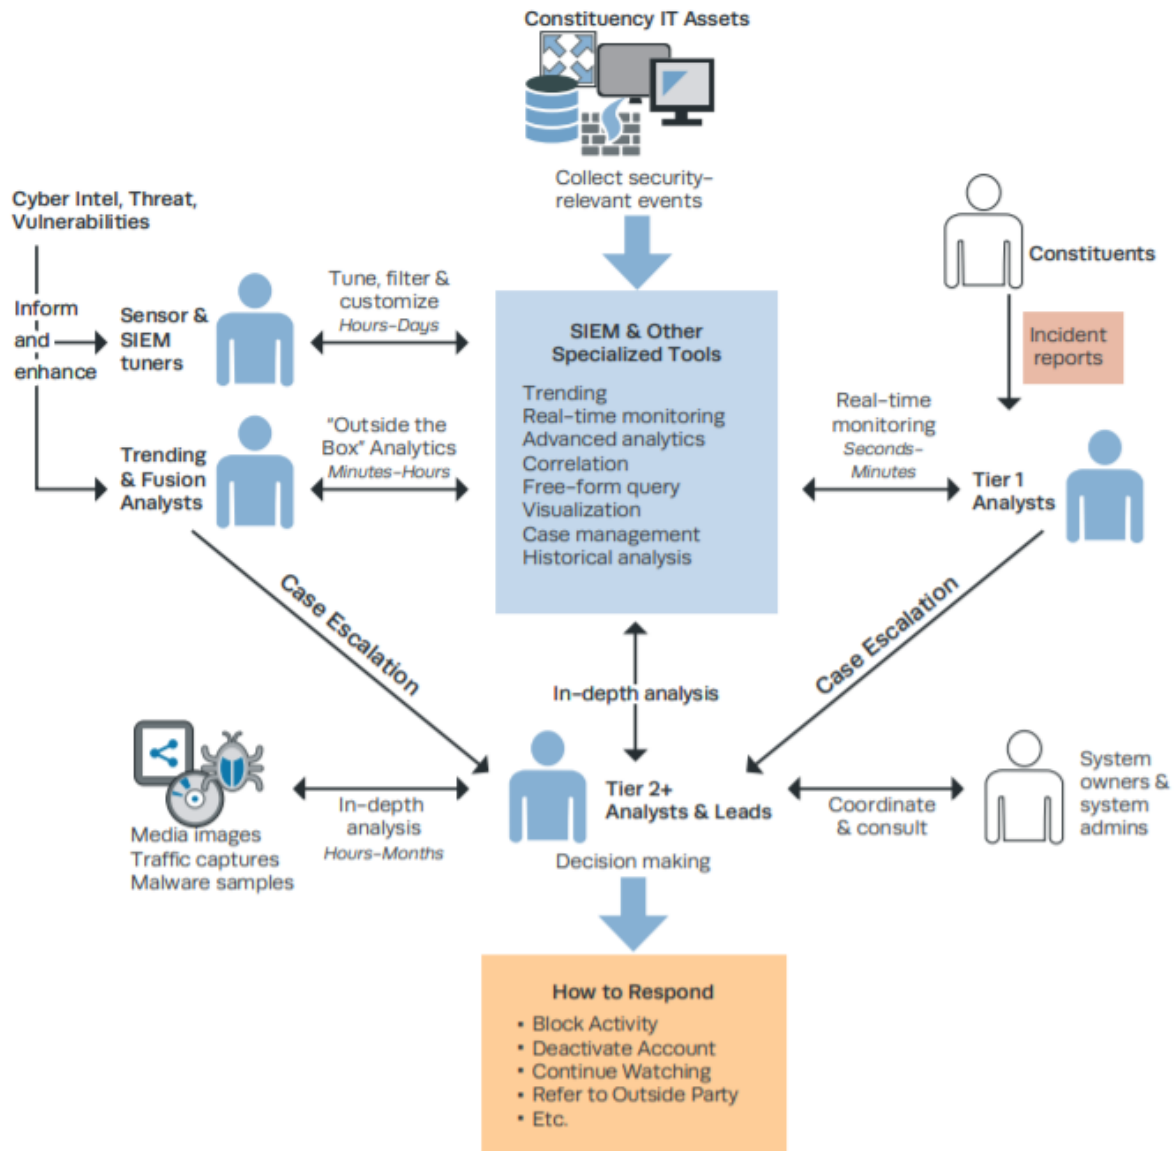 Constituency IT Assets
Collect security-
relevant events
Cyber Intel, Threat,
Vulnerabilities
Inform
and
enhance
Sensor &
SIEM
tuners
Tune, filter &
customize
Hours-Days
Trending
& Fusion
Analysts
"Outside the
Box" Analytics
Minutes-Hours
SIEM & Other
Specialized Tools
Trending
Real-time monitoring
Advanced analytics
Correlation
Free-form query
Visualization
Case management
Historical analysis
Constituents
Incident
reports
Real-time
monitoring
Seconds-
Minutes
Tier 1
Analysts
Case Escalation
Case Escalation
In-depth analysis
Media images
Traffic captures
Malware samples
In-depth
analysis
Hours-Months
Tier 2+
Analysts & Leads
Decision making
Coordinate
& consult
System
owners &
system
admins
How to Respond
▪ Block Activity
▪ Deactivate Account
▪ Continue Watching
▪ Refer to Outside Party
▪ Etc.